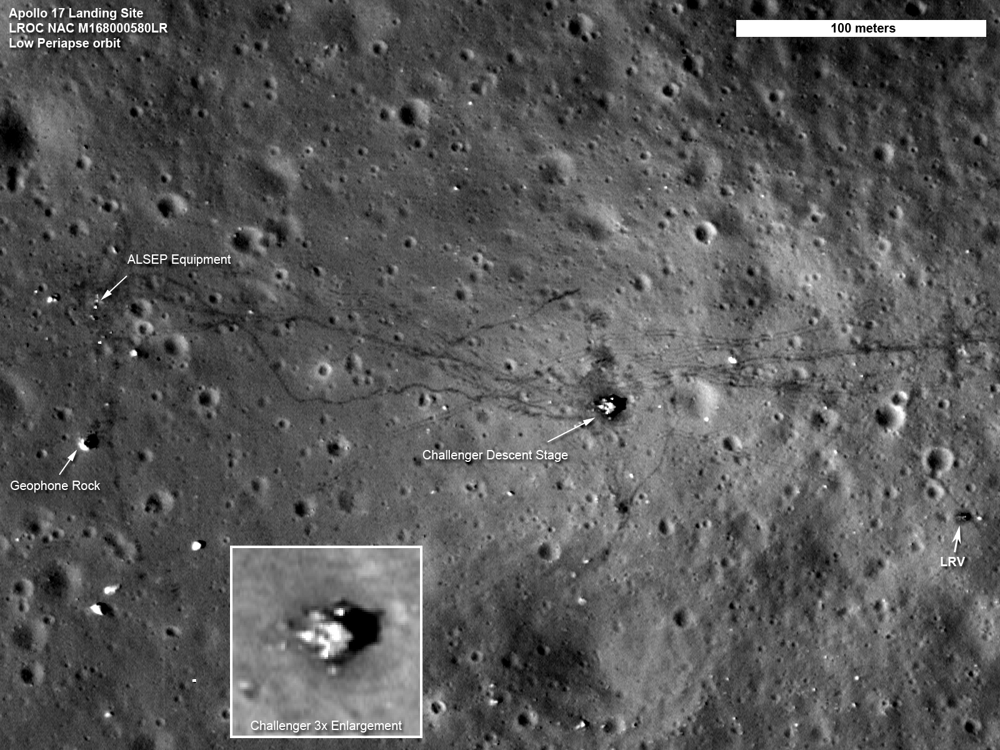 Apollo 17 Landing Site
LROC NAC M168000580LR
Low Periapse orbit
100 meters
ALSEP Equipment
Challenger Descent Stage
Geophone Rock
LRV
Challenger 3x Enlargement